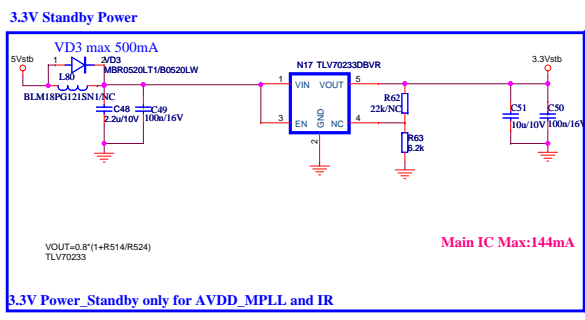 3.3V Standby Power
VD3 max 500mA
5Vstb
1
2
VD3
MBR0520LT1/B0520LW
L80
BLM18PG121SN1/NC
C48
2.2u/10V
C49
100n/16V
N17 TLV70233DBVR
1
VIN
VOUT
5
3
EN
GND
NC
4
2
R62
22k/NC
R63
6.2k
3.3Vstb
C51
10u/10V
C50
100n/16V
Main IC Max:144mA
VOUT=0.8*(1+R514/R524)
TLV70233
3.3V Power_Standby only for AVDD_MPLL and IR